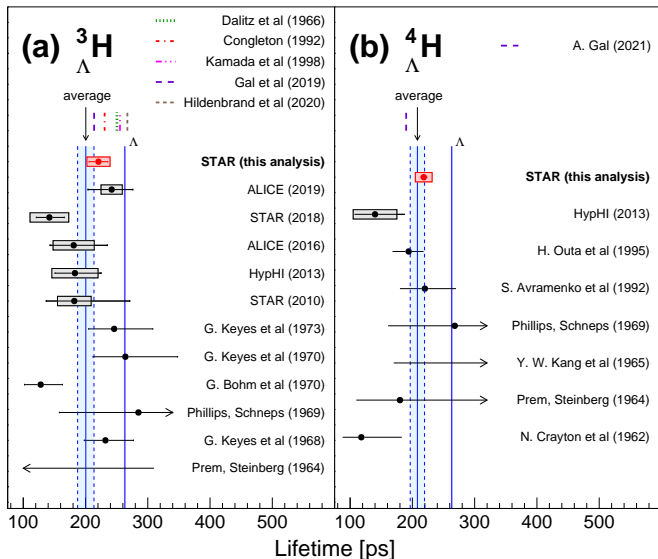 (a) ³ΛH
Dalitz et al (1966)
Congleton (1992)
Kamada et al (1998)
Gal et al (2019)
Hildenbrand et al (2020)
average
Λ
STAR (this analysis)
ALICE (2019)
STAR (2018)
ALICE (2016)
HypHI (2013)
STAR (2010)
G. Keyes et al (1973)
G. Keyes et al (1970)
G. Bohm et al (1970)
Phillips, Schneps (1969)
G. Keyes et al (1968)
Prem, Steinberg (1964)
100 200 300 400 500
(b) ⁴ΛH
A. Gal (2021)
average
Λ
STAR (this analysis)
HypHI (2013)
H. Outa et al (1995)
S. Avramenko et al (1992)
Phillips, Schneps (1969)
Y. W. Kang et al (1965)
Prem, Steinberg (1964)
N. Crayton et al (1962)
100 200 300 400 500
Lifetime [ps]